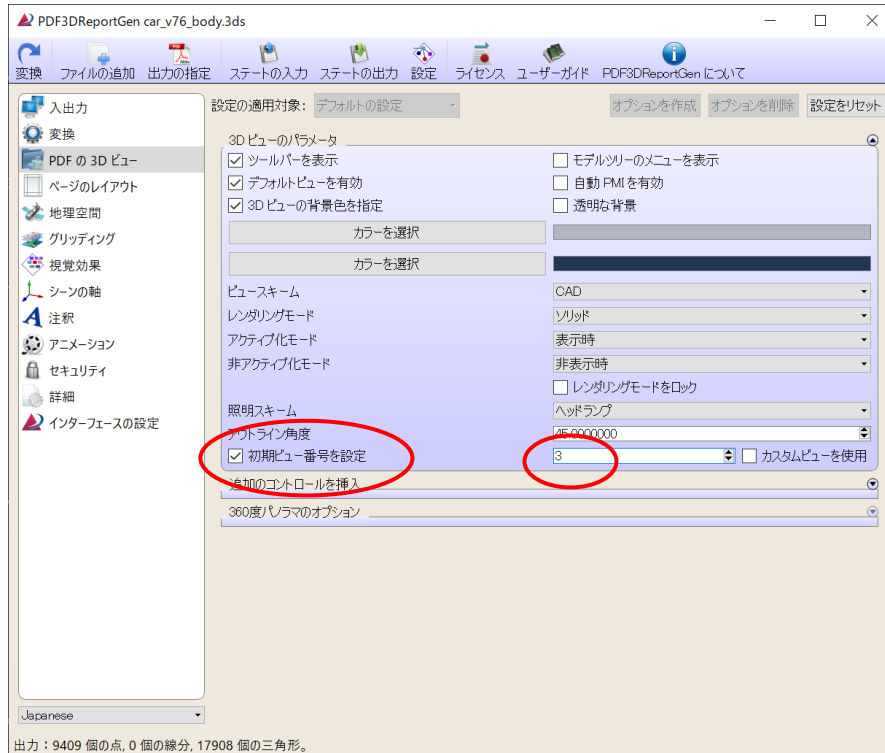 PDF3DReportGen car_v76_body.3ds
変換 ファイルの追加 出力の指定 ステートの入力 ステートの出力 設定 ライセンス ユーザーガイド PDF3DReportGen について
入出力
変換
PDF の 3D ビュー
ページのレイアウト
地理空間
グリッディング
視覚効果
シーンの軸
注釈
アニメーション
セキュリティ
詳細
インターフェースの設定
設定の適用対象: デフォルトの設定 オプションを作成 オプションを削除 設定をリセット
3D ビューのパラメータ
ツールバーを表示 モデルツリーのメニューを表示
デフォルトビューを有効 自動 PMI を有効
3D ビューの背景色を指定 透明な背景
カラーを選択
カラーを選択
ビュースキーム CAD
レンダリングモード ソリッド
アクティブ化モード 表示時
非アクティブ化モード 非表示時
レンダリングモードをロック
照明スキーム ヘッドランプ
アウトライン角度 45.0000000
初期ビュー番号を設定 3 カスタムビューを使用
追加のコントロールを挿入
360度パノラマのオプション
Japanese
出力：9409 個の点, 0 個の線分, 17908 個の三角形。